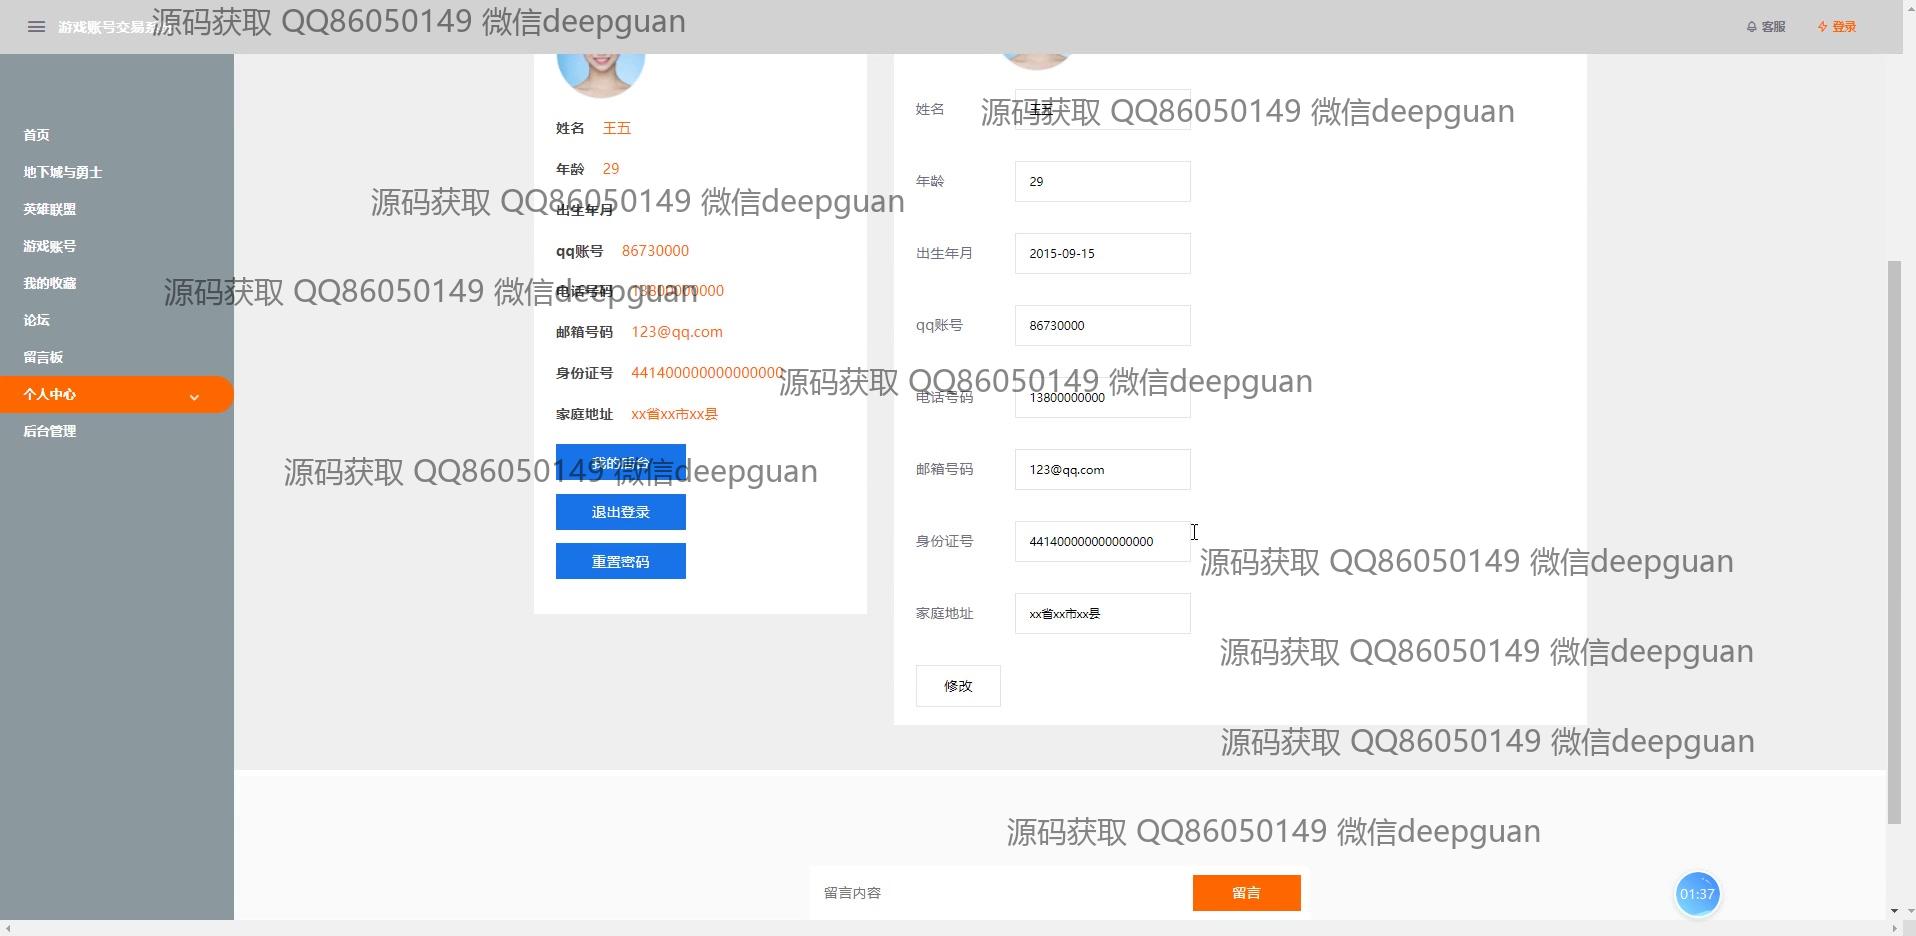 游戏账号交易系统
源码获取 QQ86050149 微信deepguan
客服
登录
首页
地下城与勇士
英雄联盟
游戏账号
我的收藏
论坛
留言板
个人中心
后台管理
姓名 王五
年龄 29
源码获取 QQ86050149 微信deepguan
出生年月
qq账号 86730000
源码获取 QQ86050149 微信deepguan
电话号码 13800000000
邮箱号码 123@qq.com
身份证号 441400000000000000
家庭地址 xx省xx市xx县
我的后台
源码获取 QQ86050149 微信deepguan
退出登录
重置密码
姓名 王五
源码获取 QQ86050149 微信deepguan
年龄 29
出生年月 2015-09-15
qq账号 86730000
源码获取 QQ86050149 微信deepguan
电话号码 13800000000
邮箱号码 123@qq.com
身份证号 441400000000000000
源码获取 QQ86050149 微信deepguan
家庭地址 xx省xx市xx县
源码获取 QQ86050149 微信deepguan
修改
源码获取 QQ86050149 微信deepguan
源码获取 QQ86050149 微信deepguan
留言内容 留言
01:37